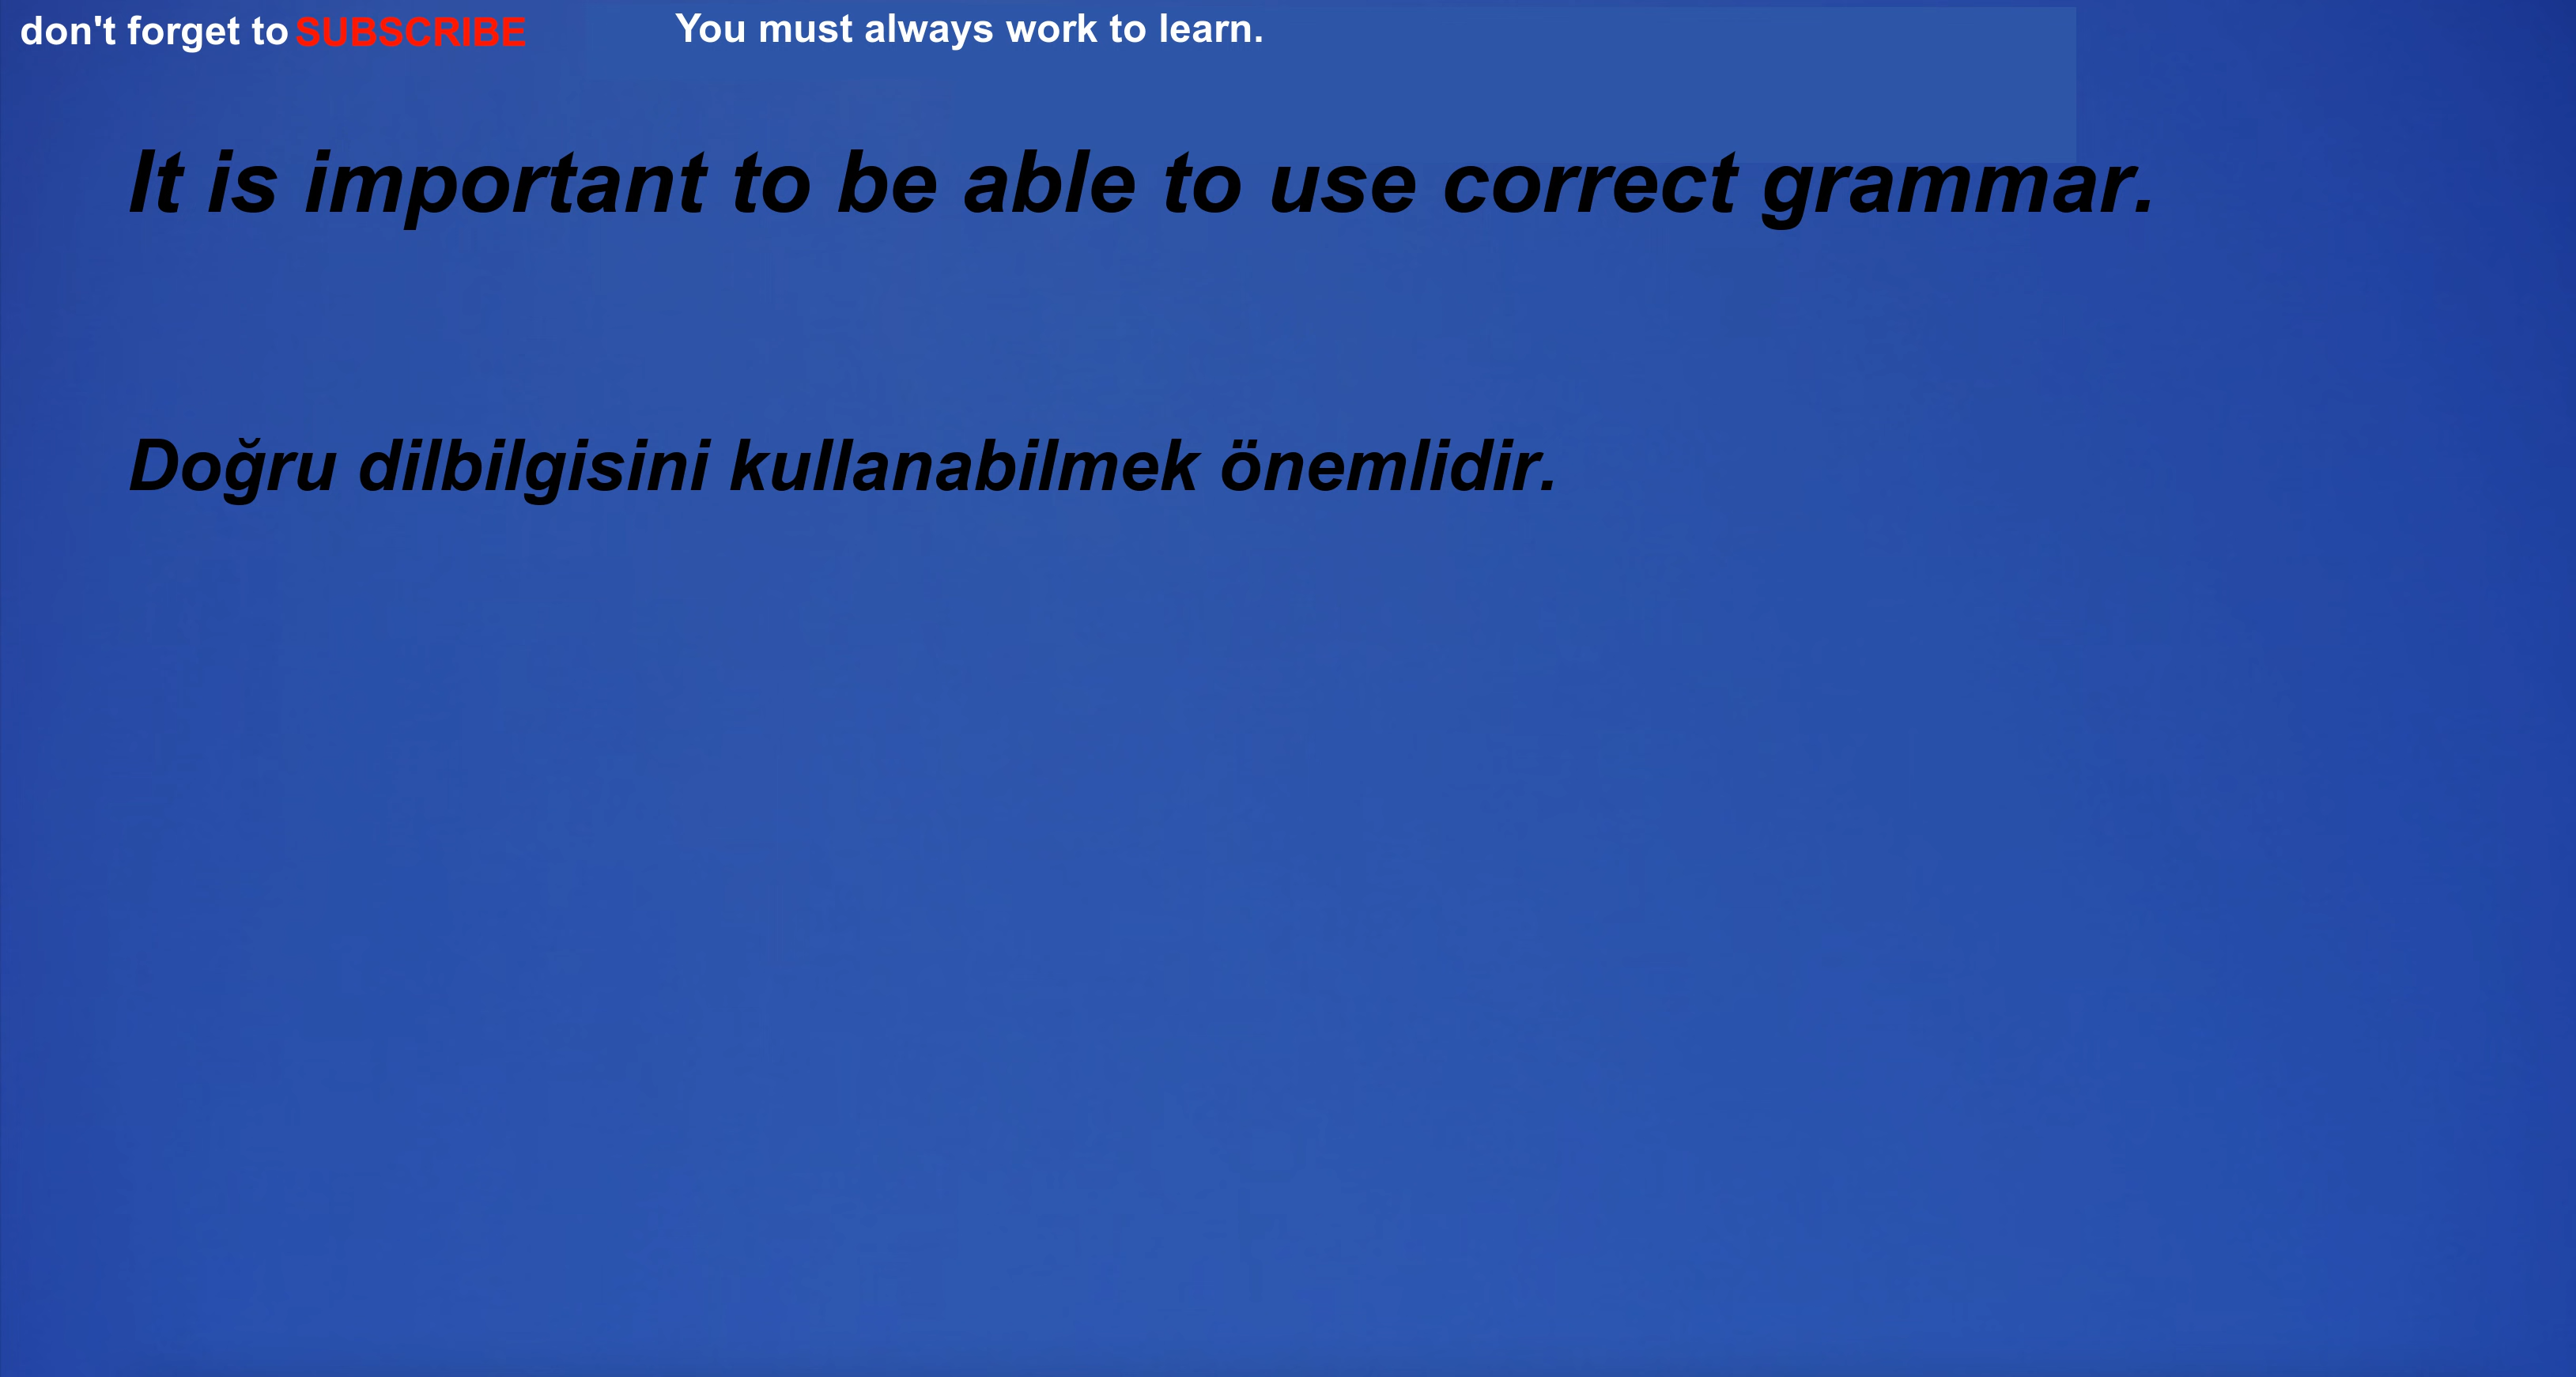 don't forget to SUBSCRIBE You must always work to learn.
It is important to be able to use correct grammar.
Doğru dilbilgisini kullanabilmek önemlidir.